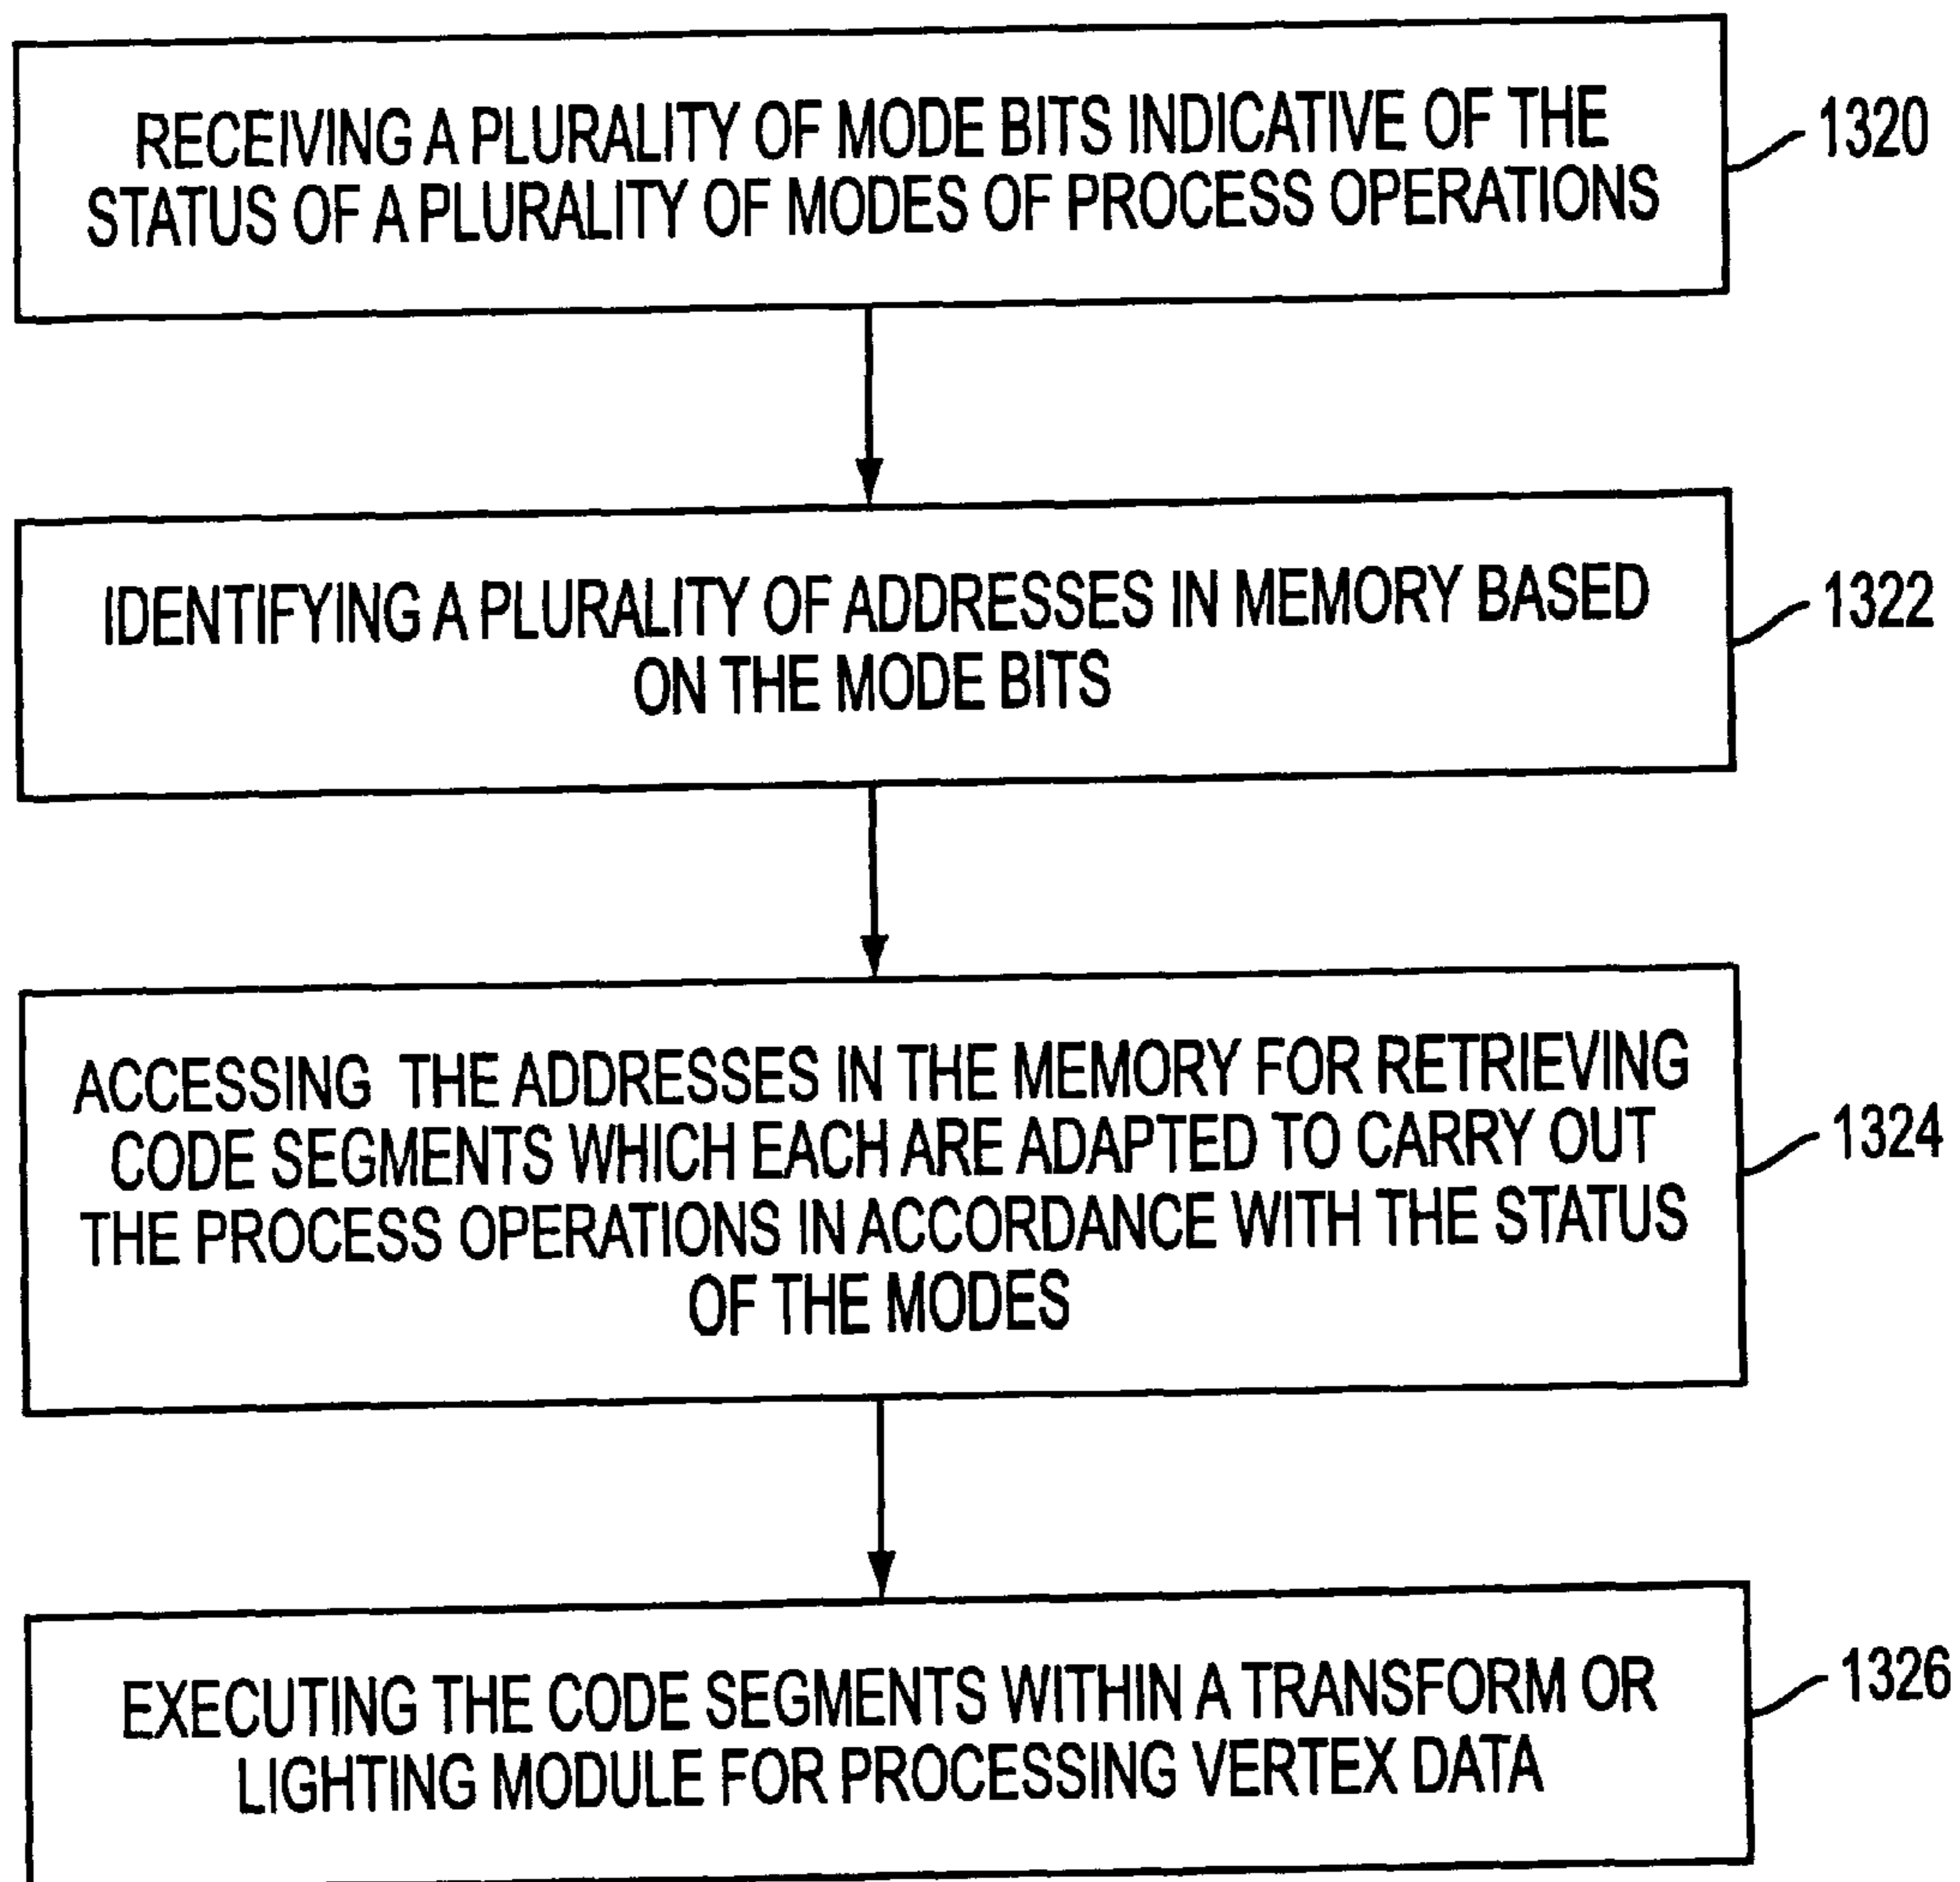 RECEIVING A PLURALITY OF MODE BITS INDICATIVE OF THE
STATUS OF A PLURALITY OF MODES OF PROCESS OPERATIONS
1320
IDENTIFYING A PLURALITY OF ADDRESSES IN MEMORY BASED
ON THE MODE BITS
1322
ACCESSING THE ADDRESSES IN THE MEMORY FOR RETRIEVING
CODE SEGMENTS WHICH EACH ARE ADAPTED TO CARRY OUT
THE PROCESS OPERATIONS IN ACCORDANCE WITH THE STATUS
OF THE MODES
1324
EXECUTING THE CODE SEGMENTS WITHIN A TRANSFORM OR
LIGHTING MODULE FOR PROCESSING VERTEX DATA
1326